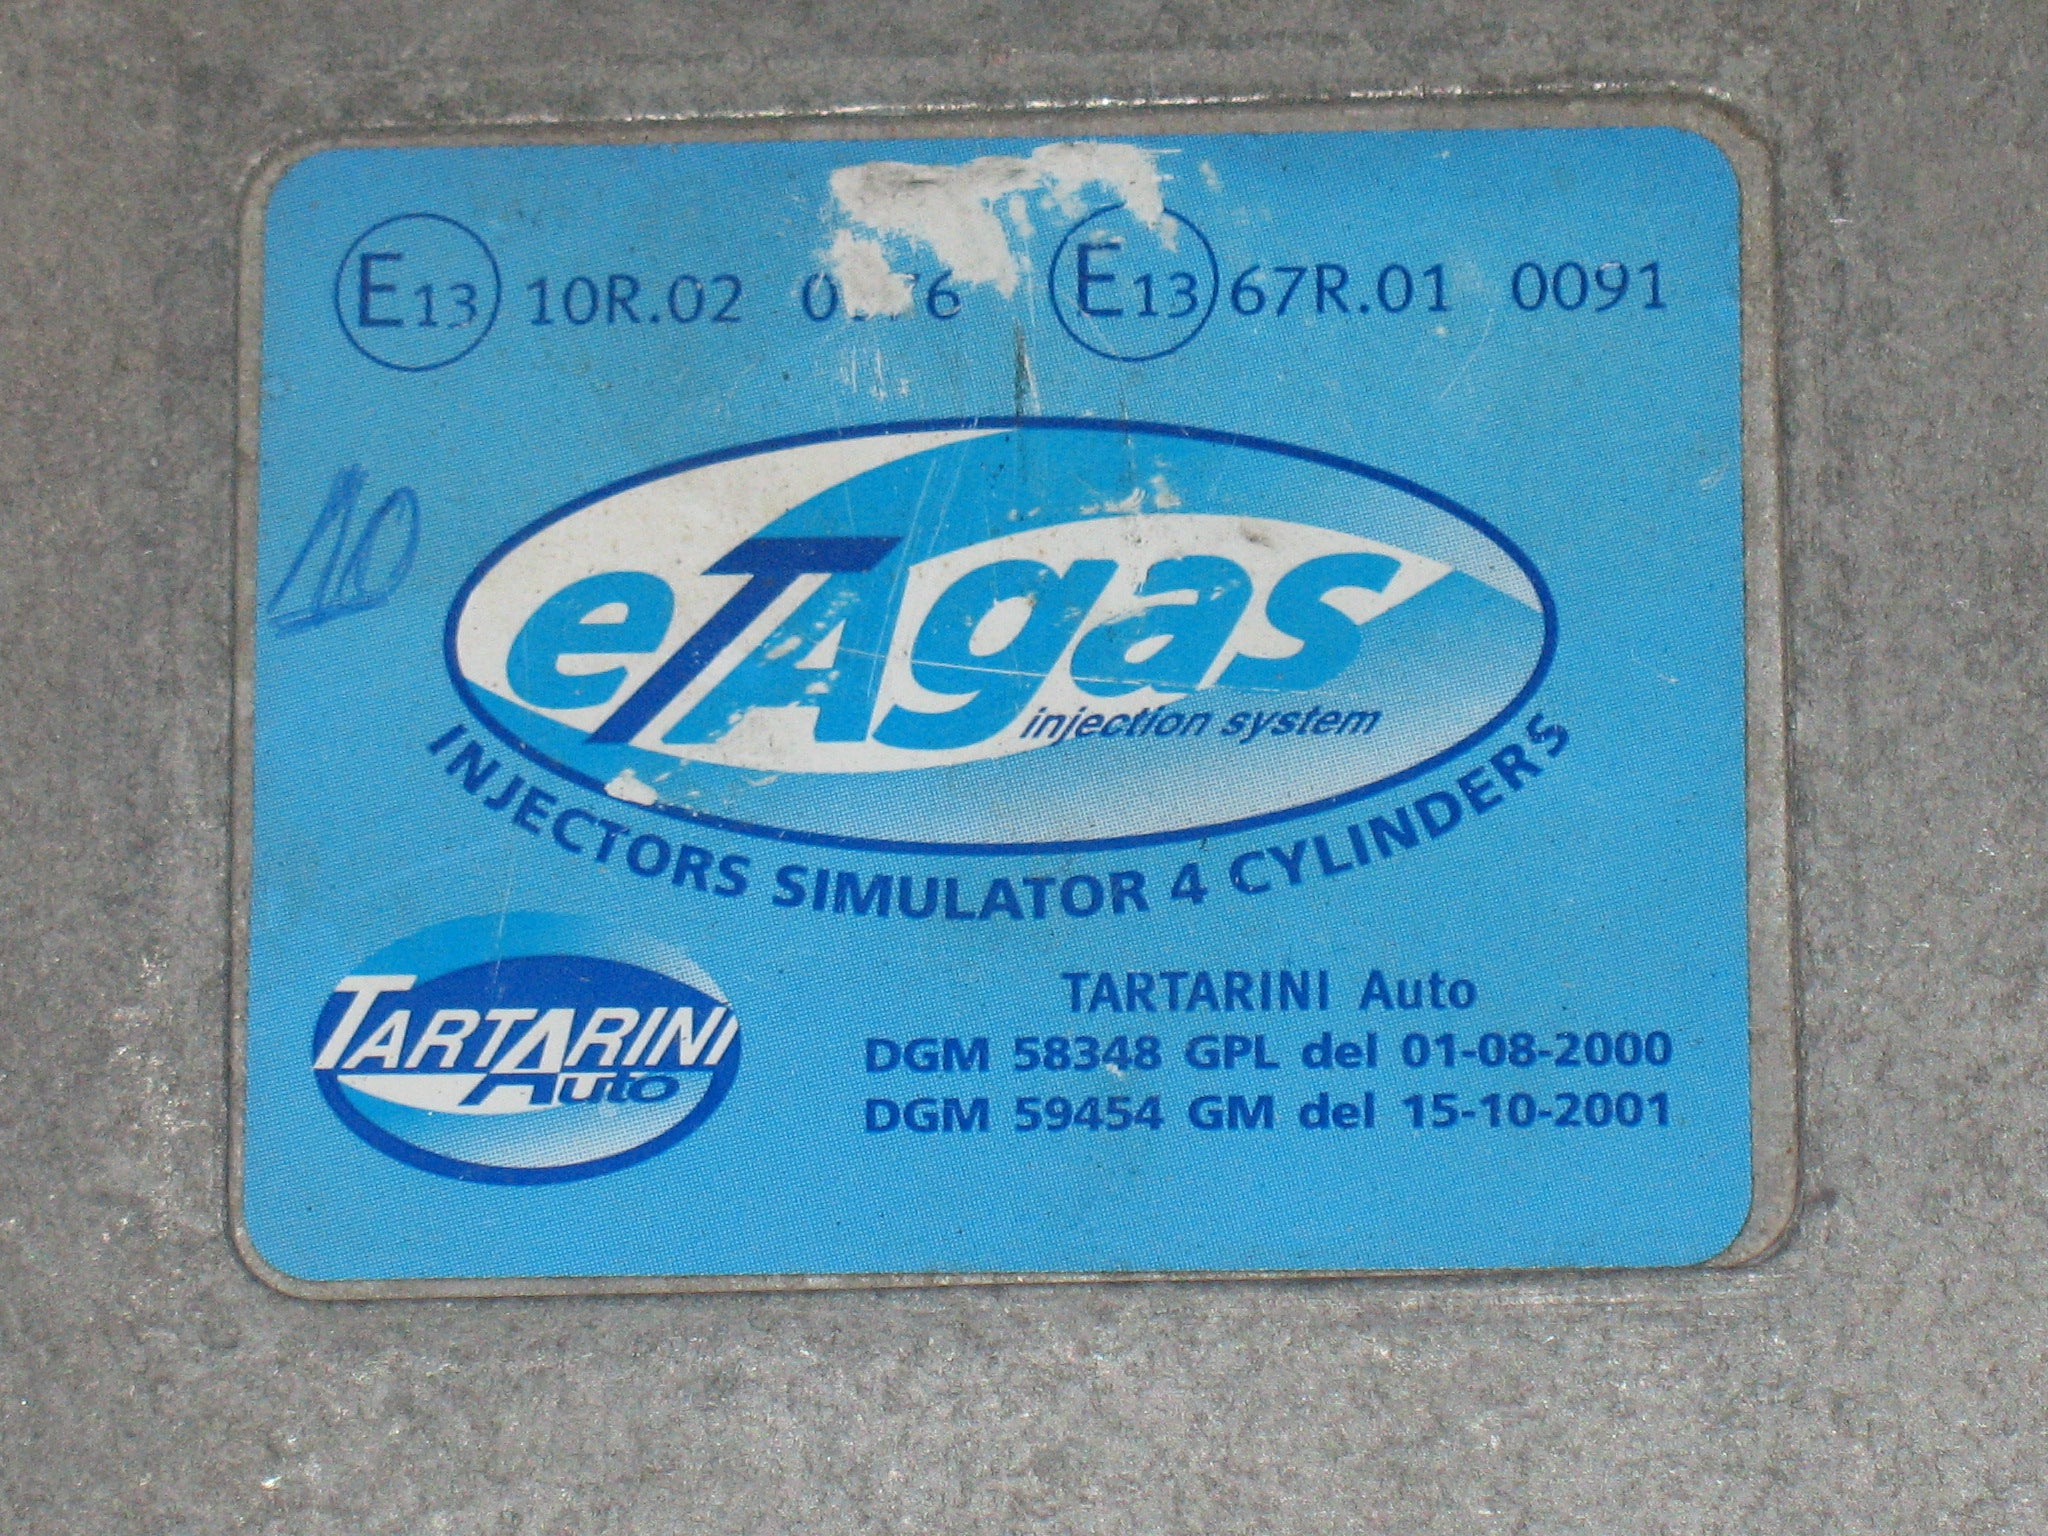 E13 10R.02 E13 67R.01 0091
10
eTAgas
injection system
INJECTORS SIMULATOR 4 CYLINDERS
TARTARINI
Auto
TARTARINI Auto
DGM 58348 GPL del 01-08-2000
DGM 59454 GM del 15-10-2001